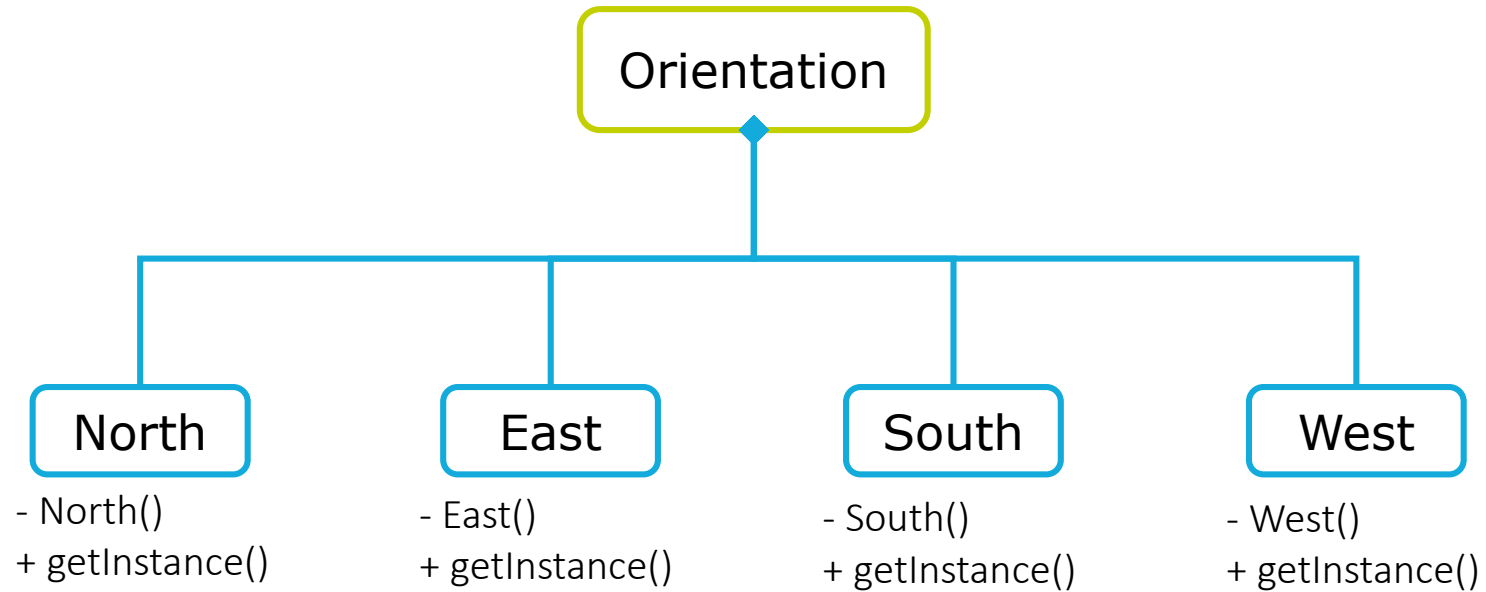 Orientation
North
East
South
West
- North()
+ getInstance()
- East()
+ getInstance()
- South()
+ getInstance()
- West()
+ getInstance()